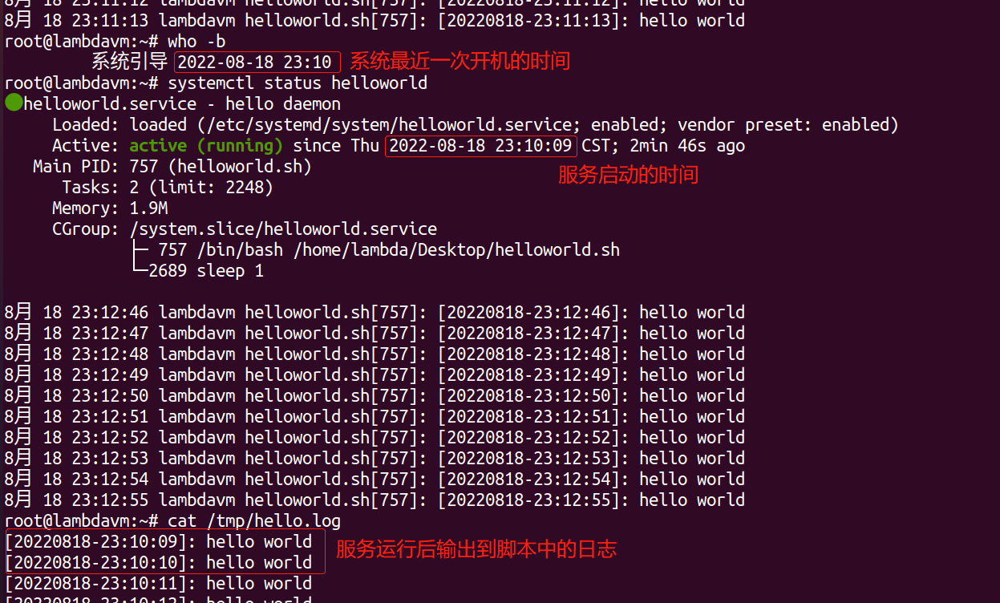 8月 18 23:11:12 lambdavm helloworld.sh[757]: [20220818-23:11:12]: hello world
8月 18 23:11:13 lambdavm helloworld.sh[757]: [20220818-23:11:13]: hello world
root@lambdavm:~# who -b
系统引导 2022-08-18 23:10 系统最近一次开机的时间
root@lambdavm:~# systemctl status helloworld
helloworld.service - hello daemon
Loaded: loaded (/etc/systemd/system/helloworld.service; enabled; vendor preset: enabled)
Active: active (running) since Thu 2022-08-18 23:10:09 CST; 2min 46s ago
Main PID: 757 (helloworld.sh)
服务启动的时间
Tasks: 2 (limit: 2248)
Memory: 1.9M
CGroup: /system.slice/helloworld.service
├─ 757 /bin/bash /home/lambda/Desktop/helloworld.sh
└─2689 sleep 1
8月 18 23:12:46 lambdavm helloworld.sh[757]: [20220818-23:12:46]: hello world
8月 18 23:12:47 lambdavm helloworld.sh[757]: [20220818-23:12:47]: hello world
8月 18 23:12:48 lambdavm helloworld.sh[757]: [20220818-23:12:48]: hello world
8月 18 23:12:49 lambdavm helloworld.sh[757]: [20220818-23:12:49]: hello world
8月 18 23:12:50 lambdavm helloworld.sh[757]: [20220818-23:12:50]: hello world
8月 18 23:12:51 lambdavm helloworld.sh[757]: [20220818-23:12:51]: hello world
8月 18 23:12:52 lambdavm helloworld.sh[757]: [20220818-23:12:52]: hello world
8月 18 23:12:53 lambdavm helloworld.sh[757]: [20220818-23:12:53]: hello world
8月 18 23:12:54 lambdavm helloworld.sh[757]: [20220818-23:12:54]: hello world
8月 18 23:12:55 lambdavm helloworld.sh[757]: [20220818-23:12:55]: hello world
root@lambdavm:~# cat /tmp/hello.log
[20220818-23:10:09]: hello world
服务运行后输出到脚本中的日志
[20220818-23:10:10]: hello world
[20220818-23:10:11]: hello world
[20220818-23:10:12]: hello world